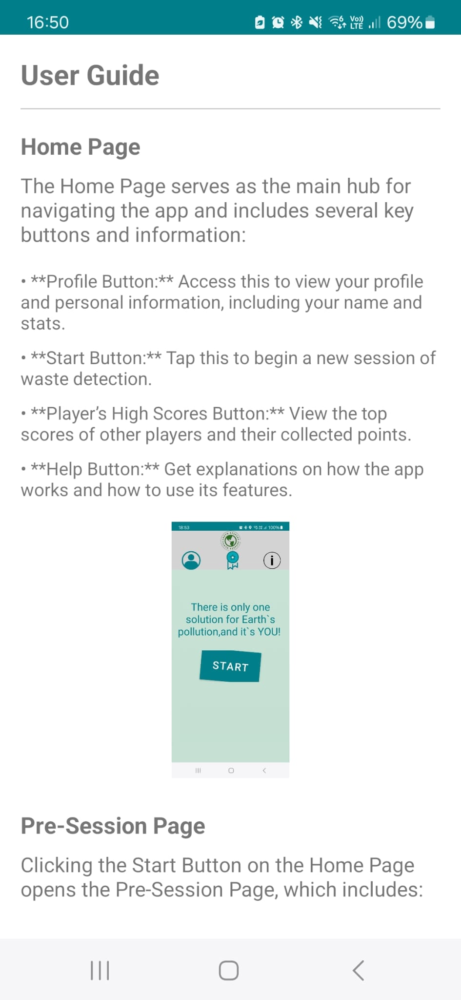 16:50
Vo))
LTE
6
69%
User Guide
Home Page
The Home Page serves as the main hub for
navigating the app and includes several key
buttons and information:
• **Profile Button:** Access this to view your profile
and personal information, including your name and
stats.
• **Start Button:** Tap this to begin a new session of
waste detection.
• **Player’s High Scores Button:** View the top
scores of other players and their collected points.
• **Help Button:** Get explanations on how the app
works and how to use its features.
18:53
100%
i
There is only one
solution for Earth`s
pollution,and it`s YOU!
START
Pre-Session Page
Clicking the Start Button on the Home Page
opens the Pre-Session Page, which includes: